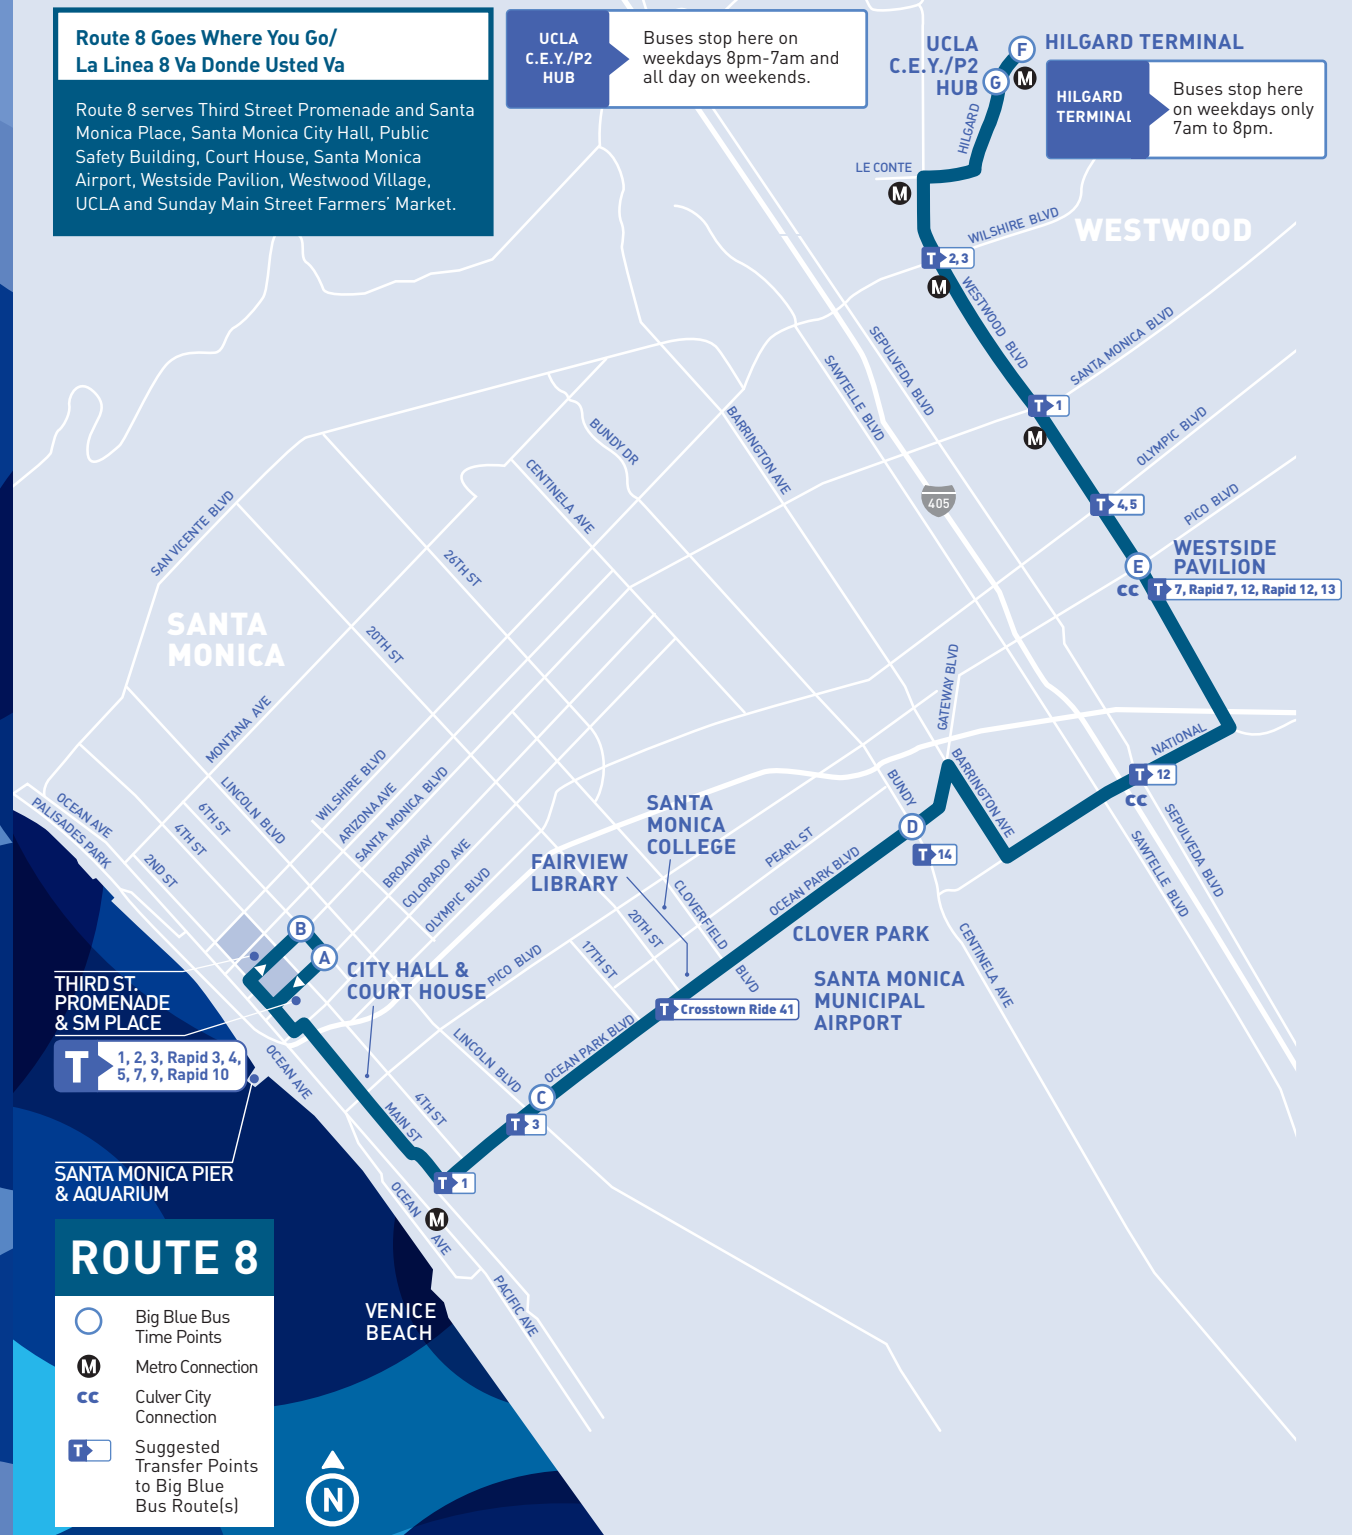 Route 8 Goes Where You Go/
La Linea 8 Va Donde Usted Va
Route 8 serves Third Street Promenade and Santa
Monica Place, Santa Monica City Hall, Public
Safety Building, Court House, Santa Monica
Airport, Westside Pavilion, Westwood Village,
UCLA and Sunday Main Street Farmers' Market.
UCLA
C.E.Y./P2
HUB
Buses stop here on
weekdays 8pm-7am and
all day on weekends.
UCLA
C.E.Y./P2
HUB
F
HILGARD TERMINAL
G
M
HILGARD
TERMINAL
Buses stop here
on weekdays only
7am to 8pm.
HILGARD
LE CONTE
M
WILSHIRE BLVD
WESTWOOD
T 2, 3
M
WESTWOOD BLVD
SEPULVEDA BLVD
SAWTELLE BLVD
SANTA MONICA BLVD
T 1
M
BARRINGTON AVE
BUNDY DR
CENTINELA AVE
OLYMPIC BLVD
405
T 4,5
PICO BLVD
SAN VICENTE BLVD
26TH ST
WESTSIDE
PAVILION
E
cc
T 7, Rapid 7, 12, Rapid 12, 13
SANTA
MONICA
20TH ST
GATEWAY BLVD
MONTANA AVE
NATIONAL
T 12
cc
BARRINGTON AVE
BUNDY
WILSHIRE BLVD
ARIZONA AVE
SANTA MONICA BLVD
BROADWAY
COLORADO AVE
OLYMPIC BLVD
LINCOLN BLVD
6TH ST
4TH ST
2ND ST
OCEAN AVE
PALISADES PARK
SANTA
MONICA
COLLEGE
FAIRVIEW
LIBRARY
PEARL ST
OCEAN PARK BLVD
D
T 14
SEPULVEDA BLVD
SAWTELLE BLVD
CLOVERFIELD BLVD
20TH ST
17TH ST
CLOVER PARK
CENTINELA AVE
B
A
CITY HALL &
COURT HOUSE
PICO BLVD
SANTA MONICA
MUNICIPAL
AIRPORT
THIRD ST.
PROMENADE
& SM PLACE
T 1, 2, 3, Rapid 3, 4,
5, 7, 9, Rapid 10
T Crosstown Ride 41
OCEAN PARK BLVD
LINCOLN BLVD
OCEAN AVE
C
T 3
4TH ST
MAIN ST
SANTA MONICA PIER
& AQUARIUM
T 1
OCEAN AVE
M
PACIFIC AVE
VENICE
BEACH
ROUTE 8
Big Blue Bus
Time Points
M
Metro Connection
cc
Culver City
Connection
T
Suggested
Transfer Points
to Big Blue
Bus Route(s)
N